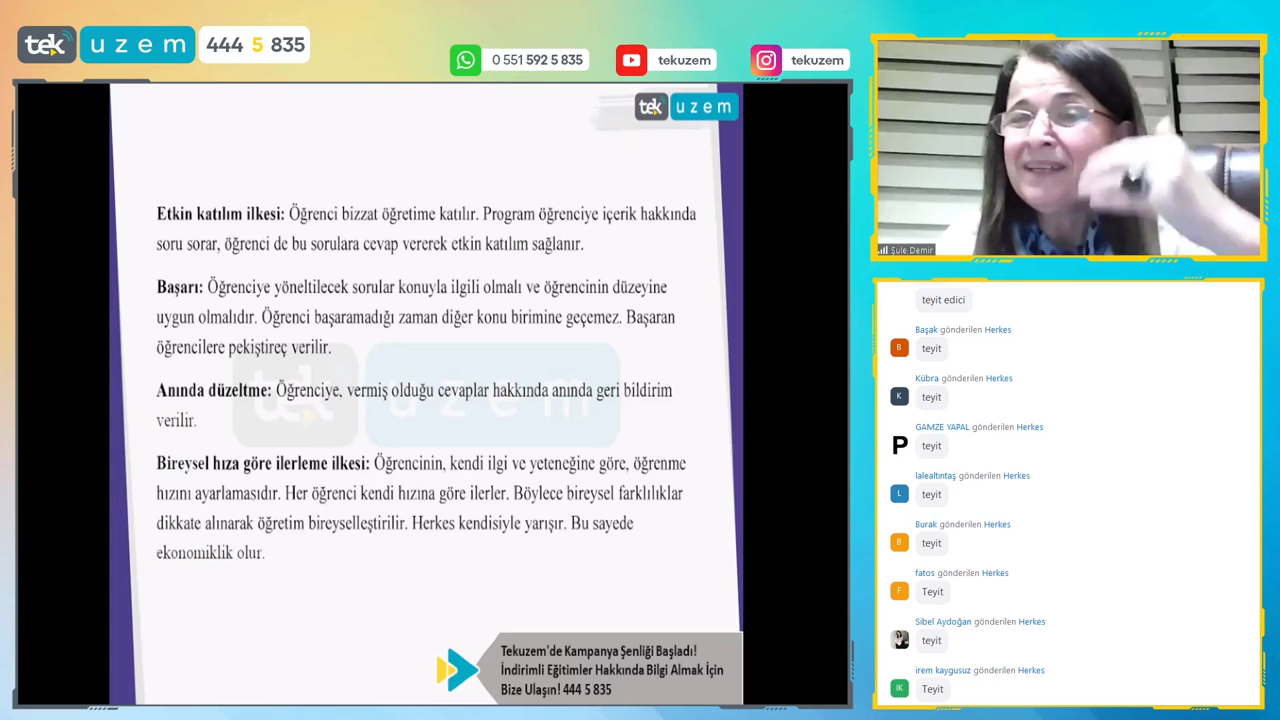 tek uzem 444 5 835
0 551 592 5 835
tekuzem
tekuzem
tek uzem
Etkin katılım ilkesi: Öğrenci bizzat öğretime katılır. Program öğrenciye içerik hakkında
soru sorar, öğrenci de bu sorulara cevap vererek etkin katılım sağlanır.
Başarı: Öğrenciye yöneltilecek sorular konuyla ilgili olmalı ve öğrencinin düzeyine
uygun olmalıdır. Öğrenci başaramadığı zaman diğer konu birimine geçemez. Başaran
öğrencilere pekiştireç verilir.
Anında düzeltme: Öğrenciye, vermiş olduğu cevaplar hakkında anında geri bildirim
verilir.
Bireysel hıza göre ilerleme ilkesi: Öğrencinin, kendi ilgi ve yeteneğine göre, öğrenme
hızını ayarlamasıdır. Her öğrenci kendi hızına göre ilerler. Böylece bireysel farklılıklar
dikkate alınarak öğretim bireyselleştirilir. Herkes kendisiyle yarışır. Bu sayede
ekonomiklik olur.
tek uzem
Tekuzem'de Kampanya Şenliği Başladı!
İndirimli Eğitimler Hakkında Bilgi Almak İçin
Bize Ulaşın! 444 5 835
Şule Demir
teyit edici
Başak gönderilen Herkes
B teyit
Kübra gönderilen Herkes
K teyit
GAMZE YAPAL gönderilen Herkes
P teyit
lalealtıntaş gönderilen Herkes
L teyit
Burak gönderilen Herkes
B teyit
fatos gönderilen Herkes
F Teyit
Sibel Aydoğan gönderilen Herkes
teyit
irem kaygusuz gönderilen Herkes
IK Teyit